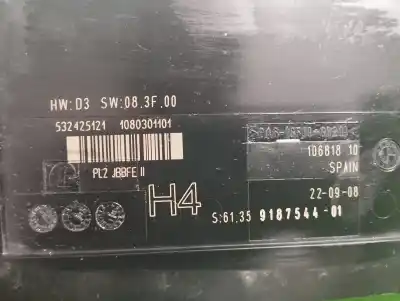 HW:D3 SW:08.3F.00
532425121 1080301101
106818 10
SPAIN
PL2 JBBFE II
H4
22-09-08
S:61.35 9187544-01